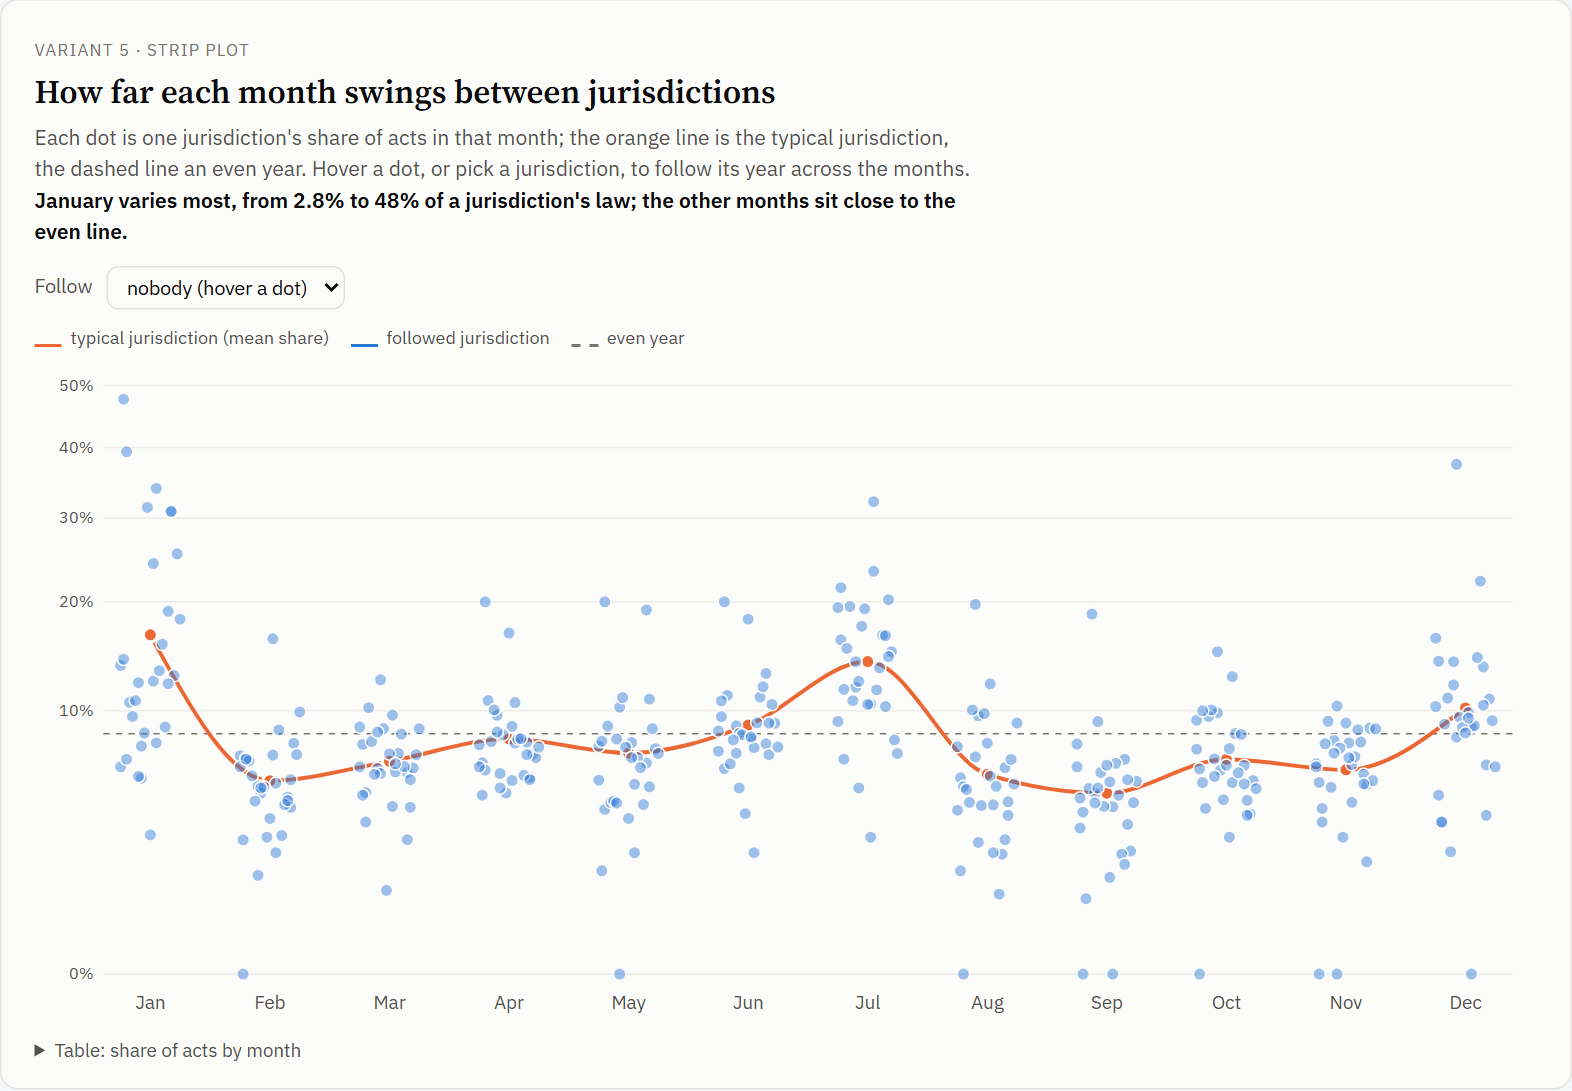 VARIANT 5 · STRIP PLOT
How far each month swings between jurisdictions
Each dot is one jurisdiction's share of acts in that month; the orange line is the typical jurisdiction,
the dashed line an even year. Hover a dot, or pick a jurisdiction, to follow its year across the months.
January varies most, from 2.8% to 48% of a jurisdiction's law; the other months sit close to the
even line.
Follow nobody (hover a dot)
typical jurisdiction (mean share) followed jurisdiction even year
50%
40%
30%
20%
10%
0%
Jan Feb Mar Apr May Jun Jul Aug Sep Oct Nov Dec
Table: share of acts by month